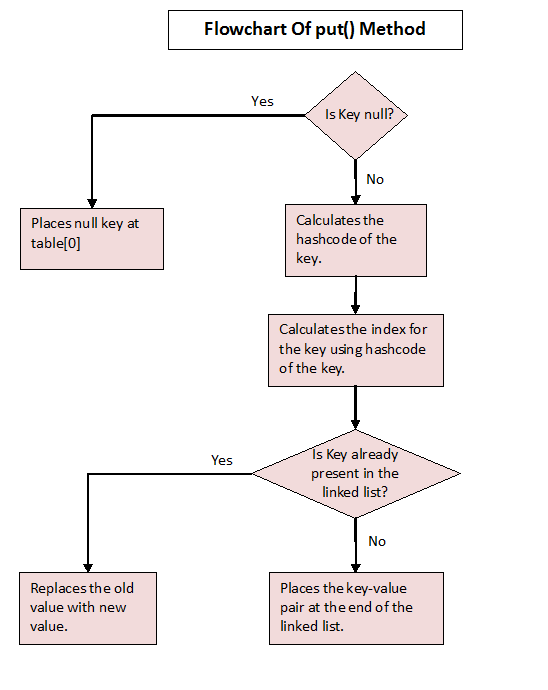 Flowchart Of put() Method
Yes
Is Key null?
No
Places null key at
table[0]
Calculates the
hashcode of the
key.
Calculates the index for
the key using hashcode
of the key.
Is Key already
present in the
linked list?
Yes
No
Replaces the old
value with new
value.
Places the key-value
pair at the end of the
linked list.